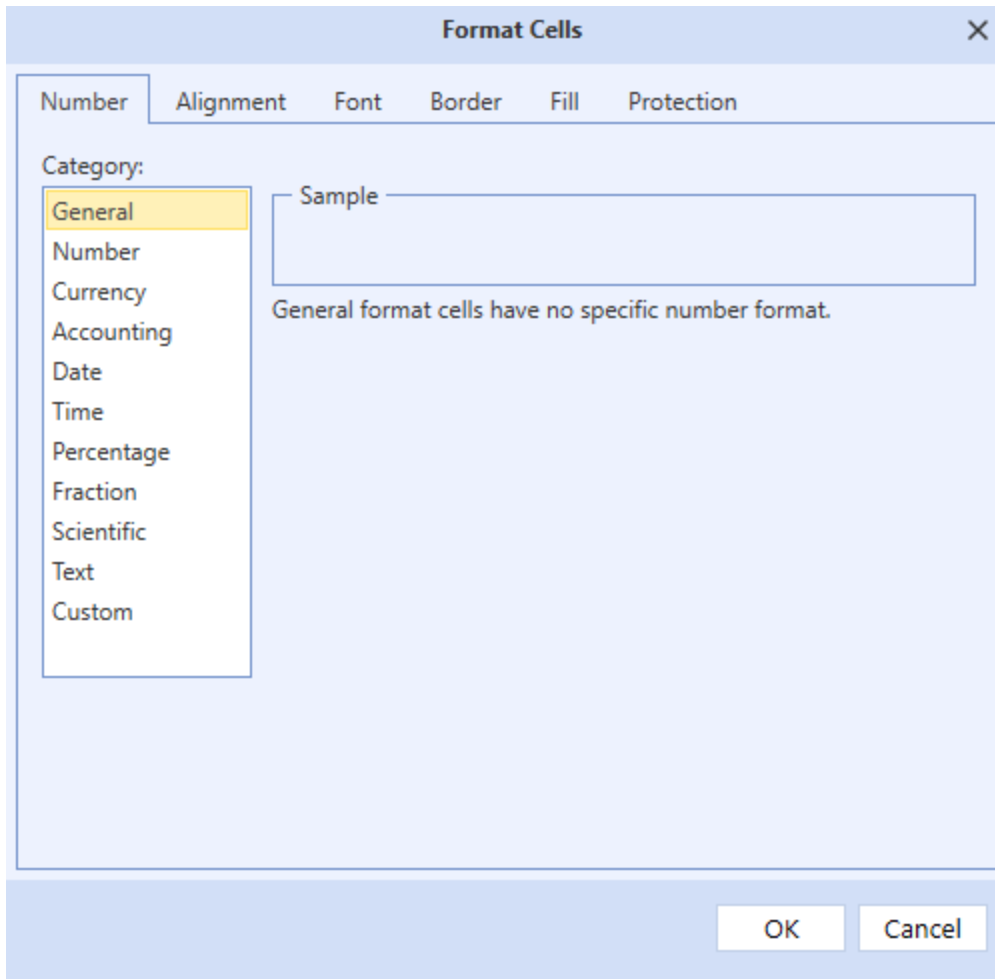 Format Cells
Number Alignment Font Border Fill Protection
Category:
General
Number
Currency
Accounting
Date
Time
Percentage
Fraction
Scientific
Text
Custom
Sample
General format cells have no specific number format.
OK Cancel